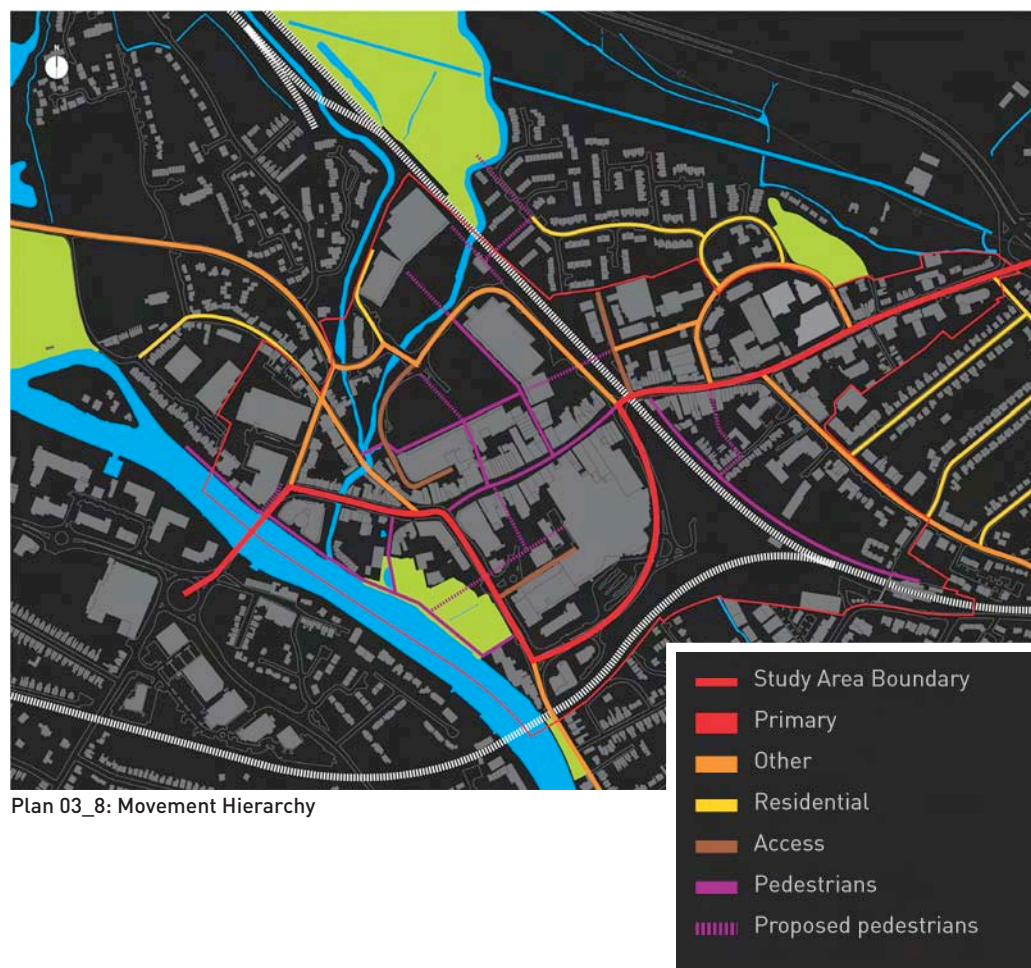 N
Plan 03_8: Movement Hierarchy
Study Area Boundary
Primary
Other
Residential
Access
Pedestrians
Proposed pedestrians